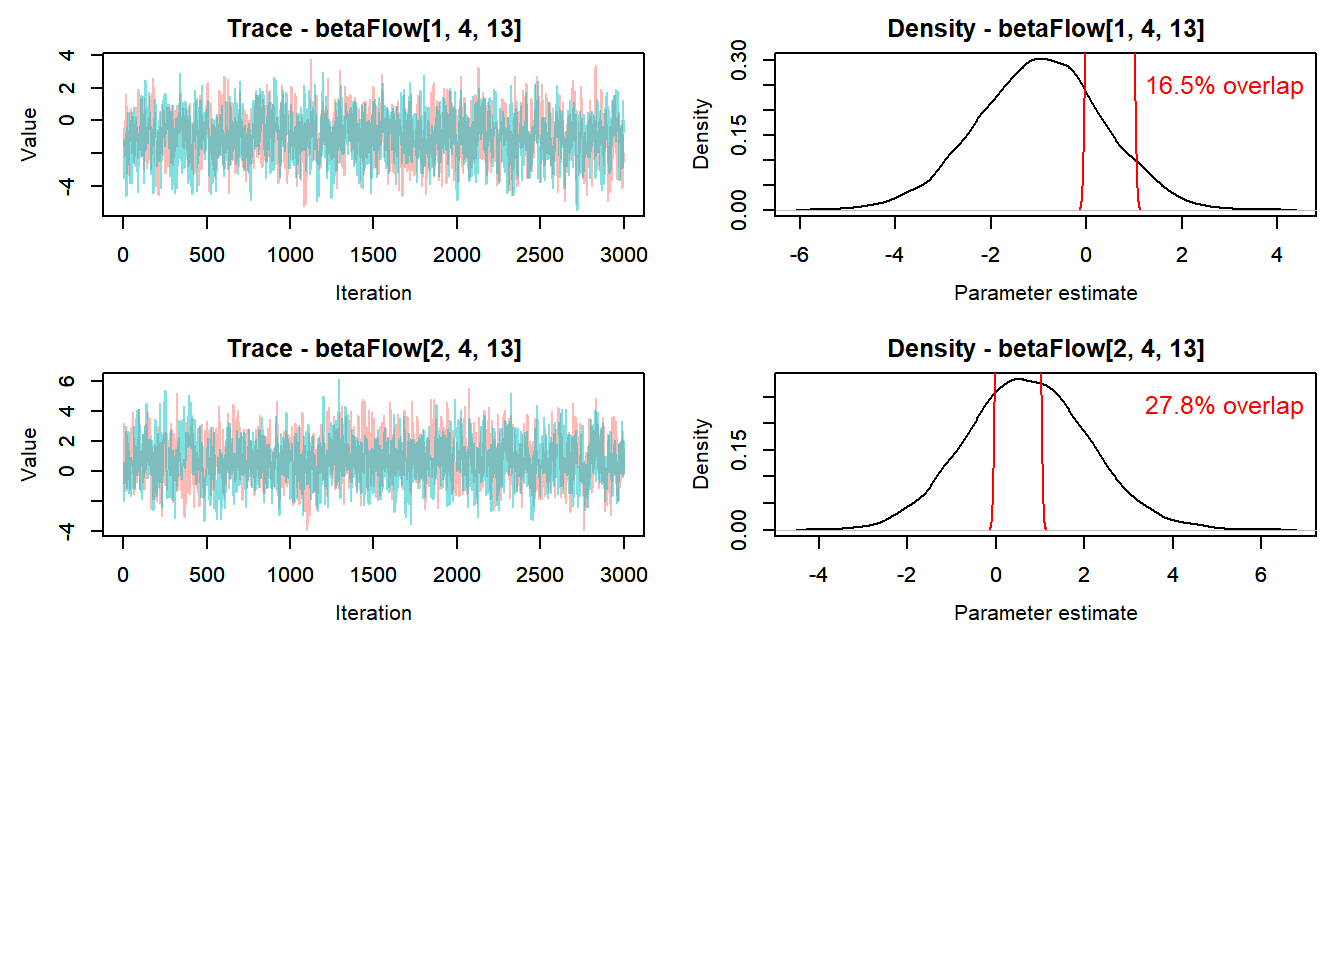 Trace - betaFlow[1, 4, 13]
Value
4
2
0
-4
0 500 1000 1500 2000 2500 3000
Iteration
Density - betaFlow[1, 4, 13]
16.5% overlap
Density
0.30
0.15
0.00
-6 -4 -2 0 2 4
Parameter estimate
Trace - betaFlow[2, 4, 13]
Value
6
4
2
0
-4
0 500 1000 1500 2000 2500 3000
Iteration
Density - betaFlow[2, 4, 13]
27.8% overlap
Density
0.15
0.00
-4 -2 0 2 4 6
Parameter estimate